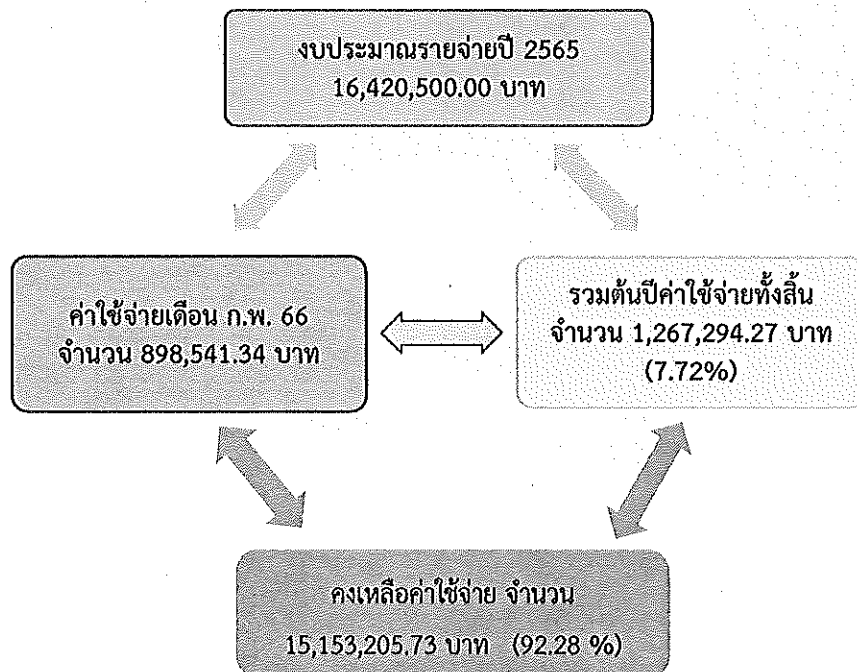 งบประมาณรายจ่ายปี 2565
16,420,500.00 บาท
ค่าใช้จ่ายเดือน ก.พ. 66
จำนวน 898,541.34 บาท
รวมต้นปีค่าใช้จ่ายทั้งสิ้น
จำนวน 1,267,294.27 บาท
(7.72%)
คงเหลือค่าใช้จ่าย จำนวน
15,153,205.73 บาท (92.28 %)